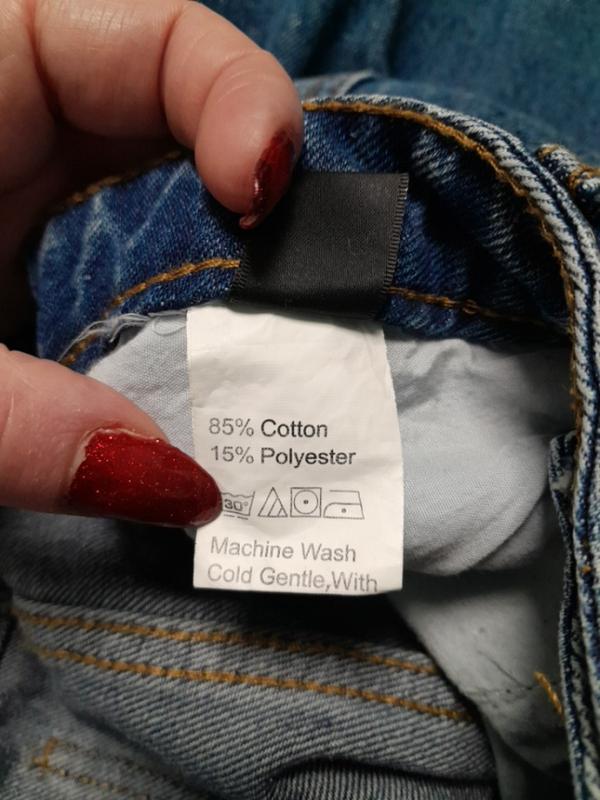 85% Cotton
15% Polyester
30°
Machine Wash
Cold Gentle,With